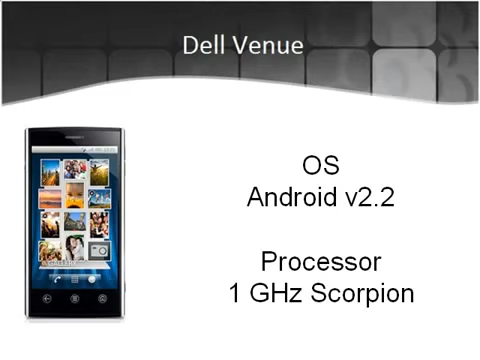 Dell Venue
OS
Android v2.2
Processor
1 GHz Scorpion